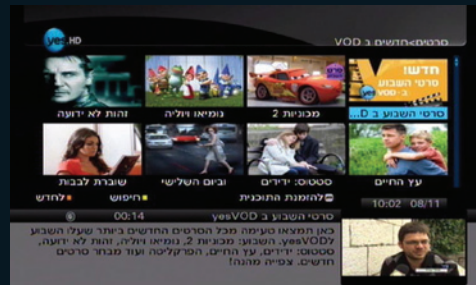 yes HD
סרטים>חדשים ב VOD
חדש!
סרטי השבוע
ב-VOD yes
זהות לא ידועה
גנומיאו ויוליה
מכוניות 2
סרטי השבוע ב D...
שוברת לבבות
וביום השלישי
סטטוס: ידידים
עץ החיים
לחדש
חיפוש
להזמנת התוכנית
10:02 08/11
00:14
סרטי השבוע ב yesVOD
כאן תמצאו טעימה מכל הסרטים החדשים ביותר שעלו השבוע
לyesVOD. השבוע: מכוניות 2, גנומיאו ויוליה, זהות לא ידועה,
סטטוס: ידידים, עץ החיים, הפרקליטה ועוד מבחר סרטים
חדשים. צפייה מהנה!